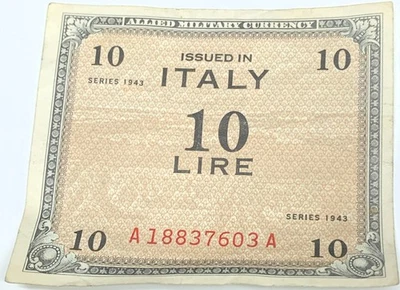 ALLIED MILITARY CURRENCY
10 ISSUED IN 10
SERIES 1943 ITALY
10
LIRE
SERIES 1943
10 A18837603A 10